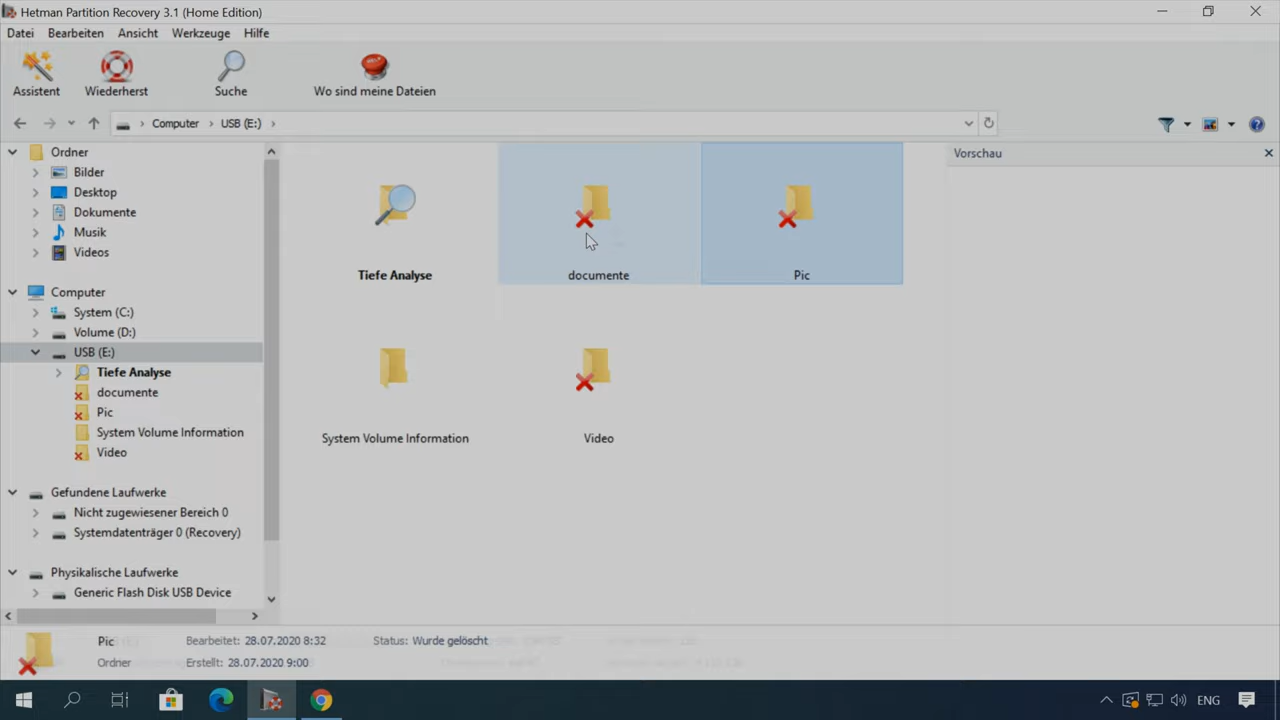 Hetman Partition Recovery 3.1 (Home Edition)
Datei Bearbeiten Ansicht Werkzeuge Hilfe
Assistent Wiederherst Suche Wo sind meine Dateien
Computer USB (E:)
Ordner
Bilder
Desktop
Dokumente
Musik
Videos
Computer
System (C:)
Volume (D:)
USB (E:)
Tiefe Analyse
documente
Pic
System Volume Information
Video
Gefundene Laufwerke
Nicht zugewiesener Bereich 0
Systemdatenträger 0 (Recovery)
Physikalische Laufwerke
Generic Flash Disk USB Device
Tiefe Analyse documente Pic
System Volume Information Video
Vorschau
Pic Bearbeitet: 28.07.2020 8:32 Status: Wurde gelöscht
Ordner Erstellt: 28.07.2020 9:00
ENG